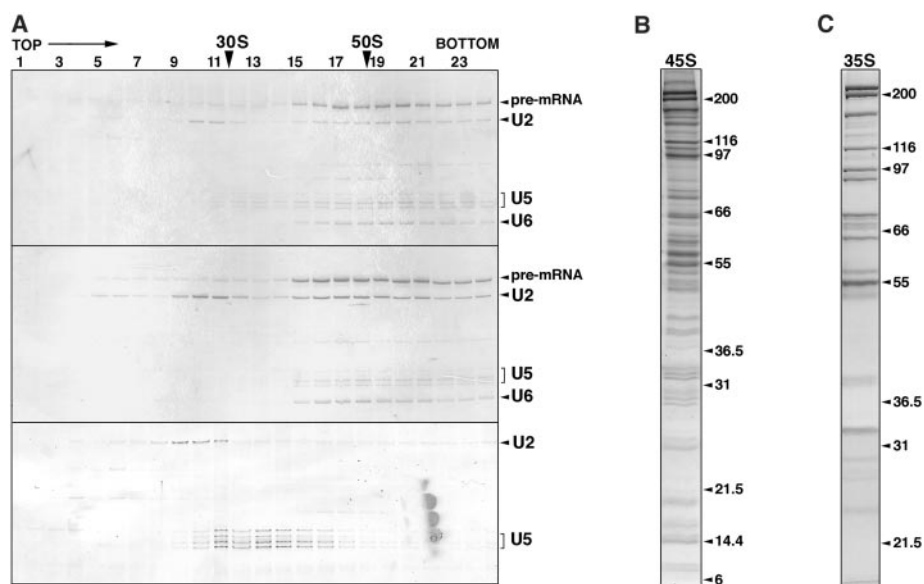 A
TOP
30S
50S
BOTTOM
1 3 5 7 9 11 13 15 17 19 21 23
pre-mRNA
U2
U5
U6
pre-mRNA
U2
U5
U6
U2
U5
B
45S
200
116
97
66
55
36.5
31
21.5
14.4
6
C
35S
200
116
97
66
55
36.5
31
21.5